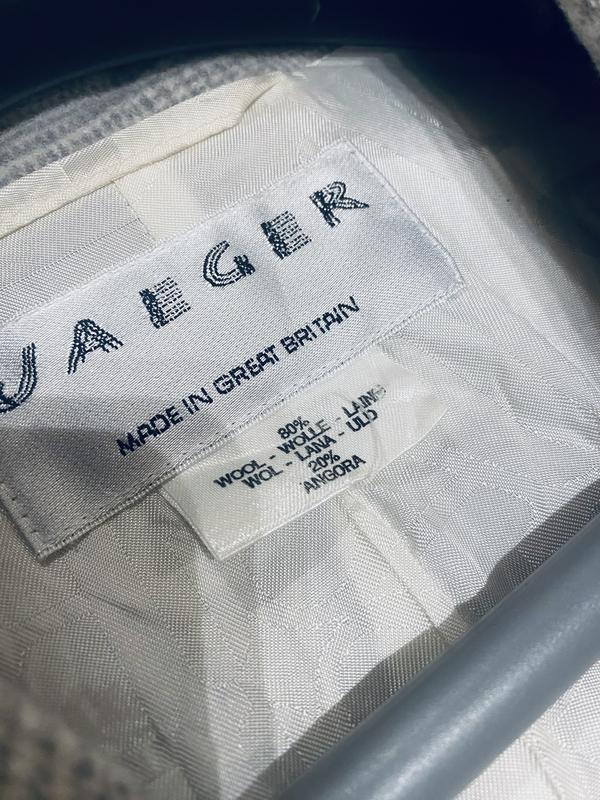 JAEGER
MADE IN GREAT BRITAIN
80%
WOOL - WOLLE - LAINE
WOL - LANA - ULD
20%
ANGORA